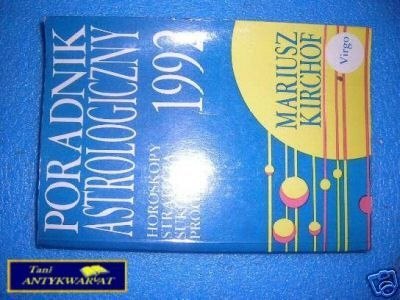 PORADNIK
ASTROLOGICZNY
1992
HOROSKOPY
MARIUSZ
KIRCHOF
Virgo
Tani
ANTYKWARYAT